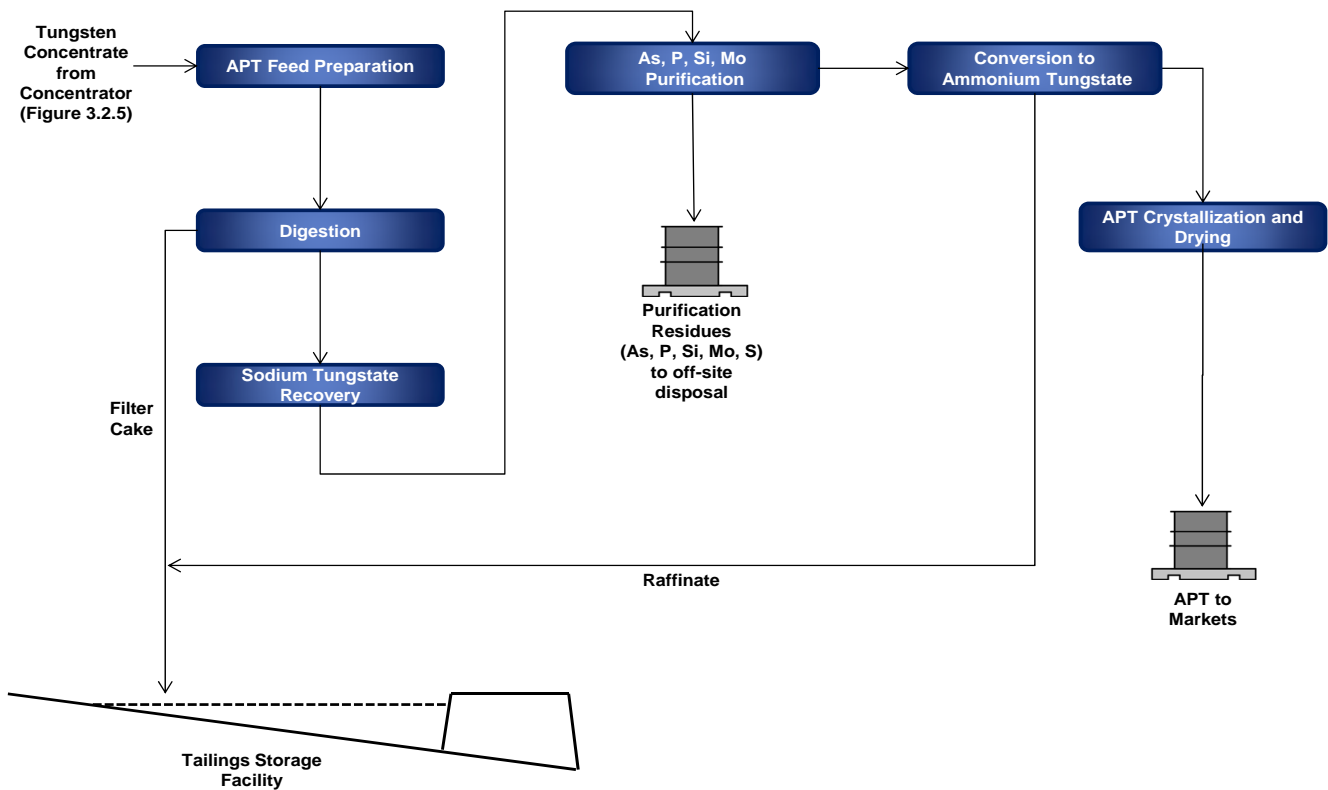 Tungsten
Concentrate
from
Concentrator
(Figure 3.2.5)
APT Feed Preparation
As, P, Si, Mo
Purification
Conversion to
Ammonium Tungstate
Digestion
APT Crystallization and
Drying
Purification
Residues
(As, P, Si, Mo, S)
to off-site
disposal
Sodium Tungstate
Recovery
Filter
Cake
Raffinate
APT to
Markets
Tailings Storage
Facility